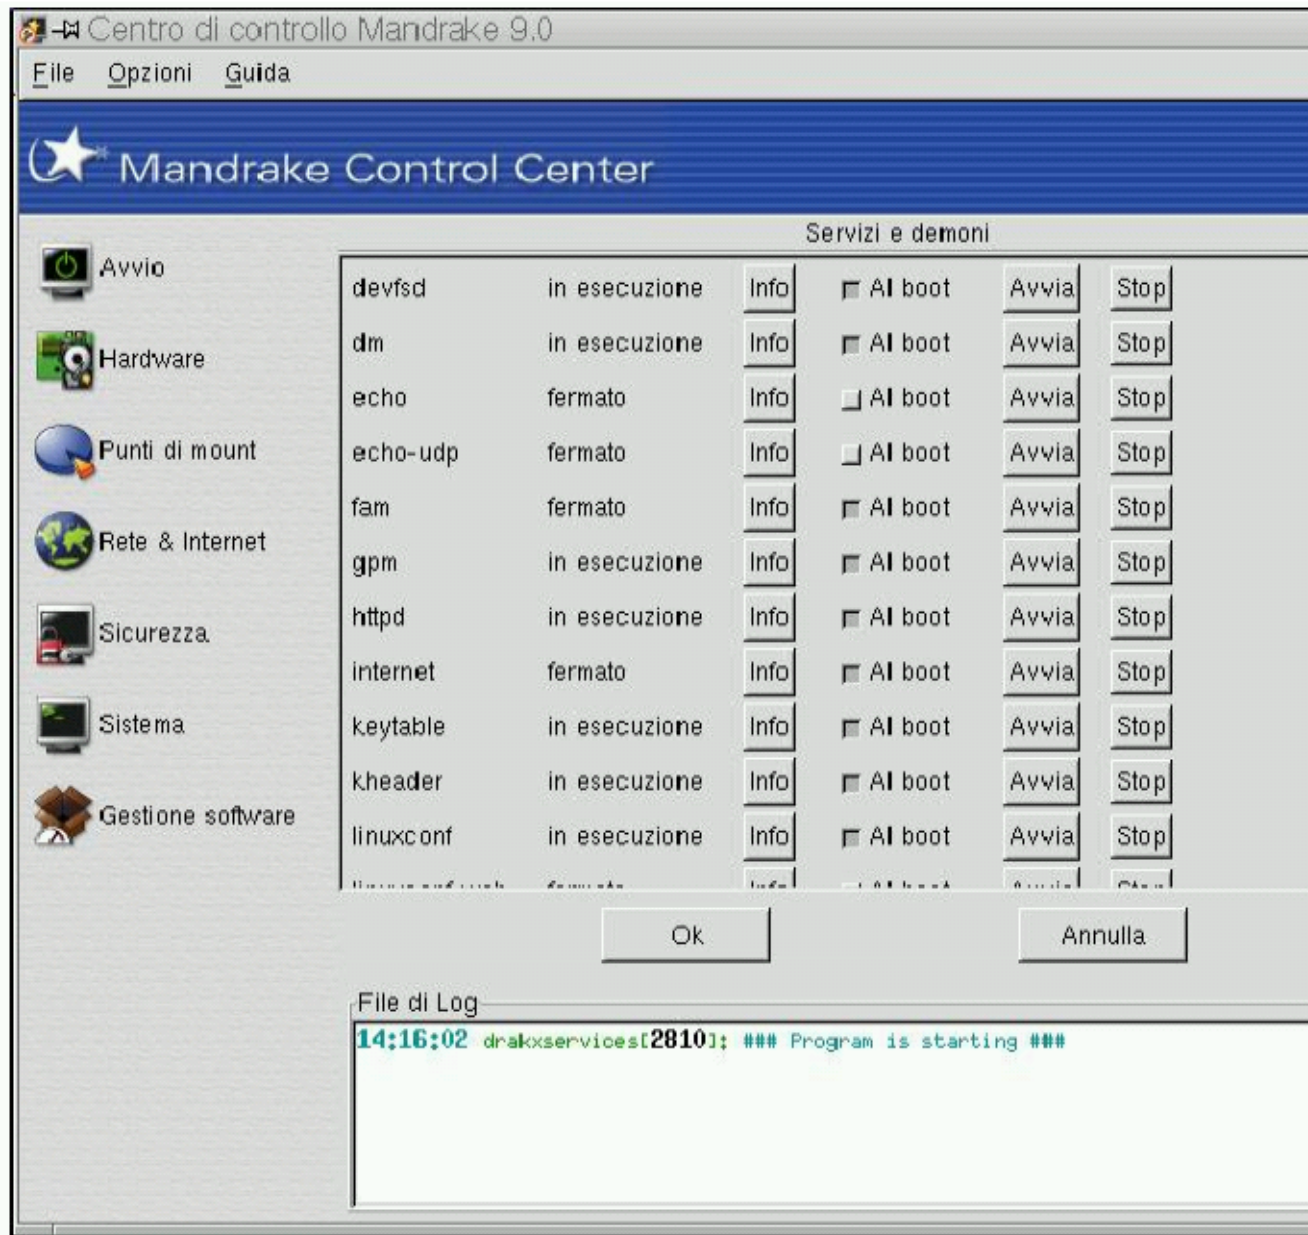 Centro di controllo Mandrake 9.0
File Opzioni Guida
Mandrake Control Center
Servizi e demoni
Avvio
Hardware
Punti di mount
Rete & Internet
Sicurezza
Sistema
Gestione software
devfsd in esecuzione Info Al boot Avvia Stop
dm in esecuzione Info Al boot Avvia Stop
echo fermato Info Al boot Avvia Stop
echo-udp fermato Info Al boot Avvia Stop
fam fermato Info Al boot Avvia Stop
gpm in esecuzione Info Al boot Avvia Stop
httpd in esecuzione Info Al boot Avvia Stop
internet fermato Info Al boot Avvia Stop
keytable in esecuzione Info Al boot Avvia Stop
kheader in esecuzione Info Al boot Avvia Stop
linuxconf in esecuzione Info Al boot Avvia Stop
Ok Annulla
File di Log
14:16:02 drakxservices[2810]: ### Program is starting ###